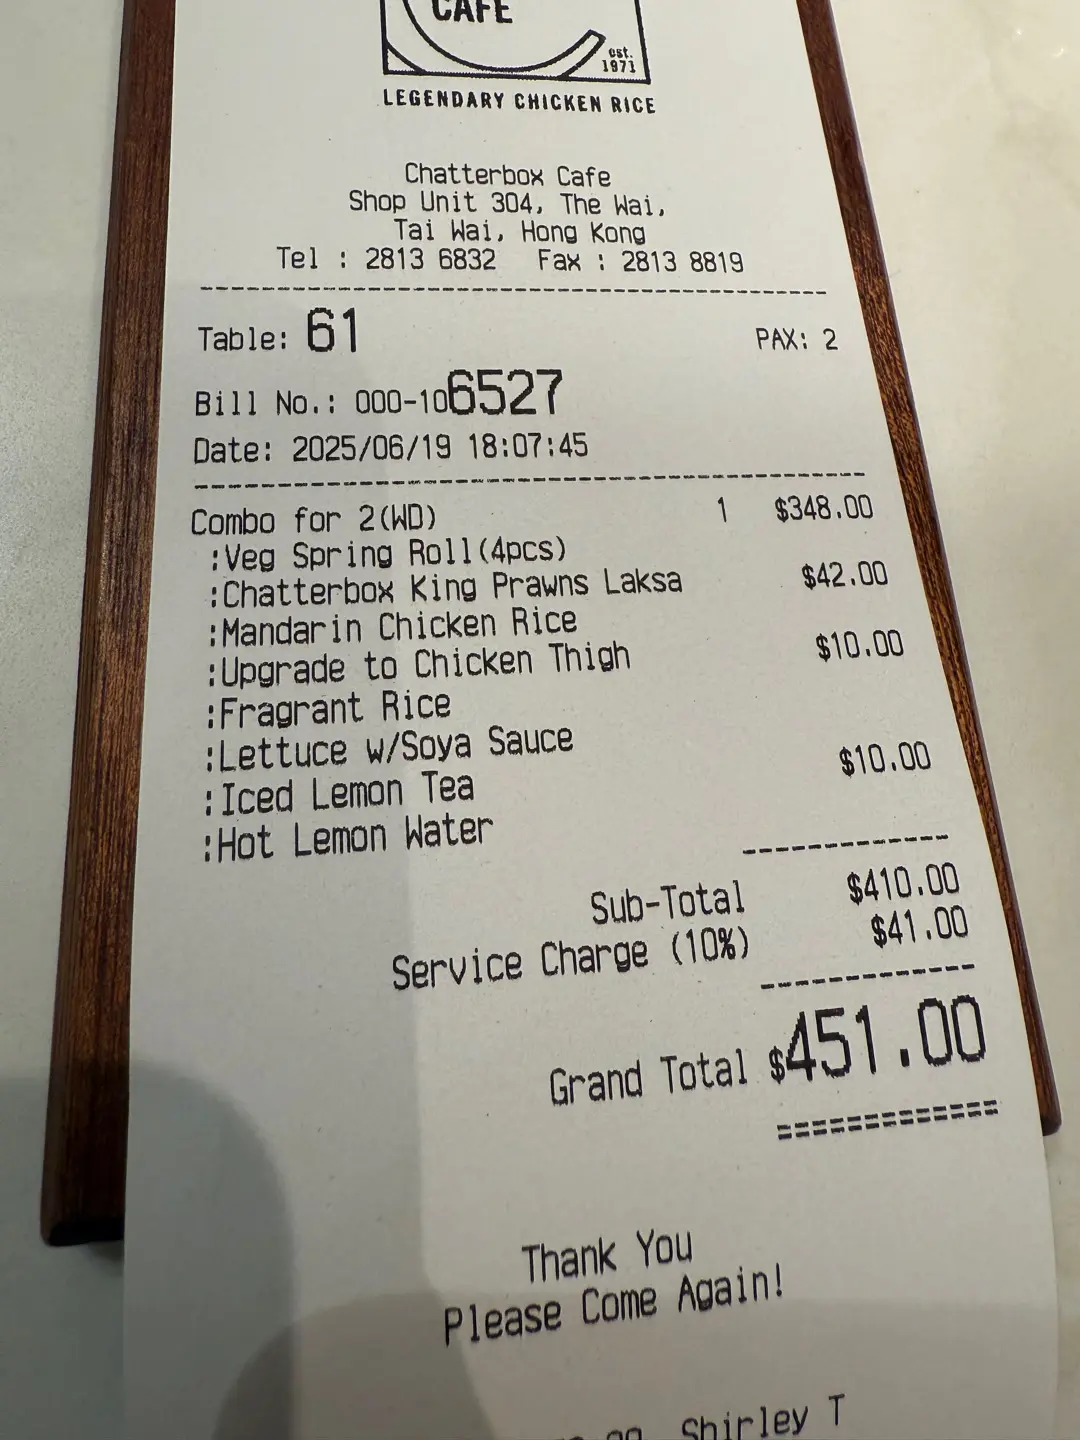 CAFE
est.
1971
LEGENDARY CHICKEN RICE
Chatterbox Cafe
Shop Unit 304, The Wai,
Tai Wai, Hong Kong
Tel : 2813 6832 Fax : 2813 8819
Table: 61 PAX: 2
Bill No.: 000-106527
Date: 2025/06/19 18:07:45
Combo for 2(WD) 1 $348.00
:Veg Spring Roll(4pcs)
:Chatterbox King Prawns Laksa $42.00
:Mandarin Chicken Rice
:Upgrade to Chicken Thigh $10.00
:Fragrant Rice
:Lettuce w/Soya Sauce
:Iced Lemon Tea $10.00
:Hot Lemon Water
Sub-Total $410.00
Service Charge (10%) $41.00
Grand Total $451.00
=============
Thank You
Please Come Again!
Shirley T